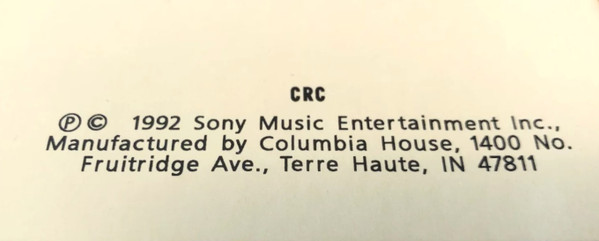 CRC
℗ © 1992 Sony Music Entertainment Inc.,
Manufactured by Columbia House, 1400 No.
Fruitridge Ave., Terre Haute, IN 47811